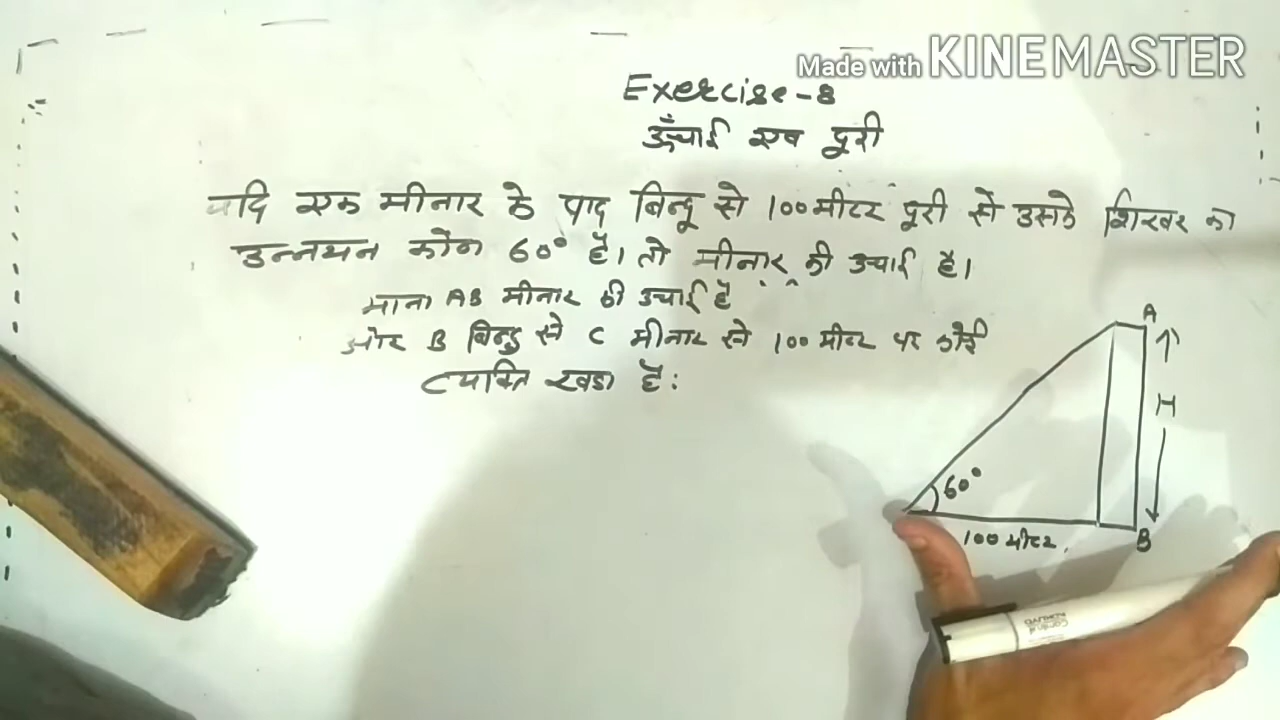 Made with KINEMASTER
Exercise-8
ऊँचाई एव दूरी
यदि एक मीनार के पाद बिन्दू से 100 मीटर दूरी से उसके शिखर का
उन्नयन कोण 60° है। तो मीनार की उचाई है।
माना AB मीनार की उचाई है
ओर B बिन्दु से C मीनार से 100 मीटर पर कोई
व्यक्ति खडा है:
A
H
60°
100 मीटर.
B